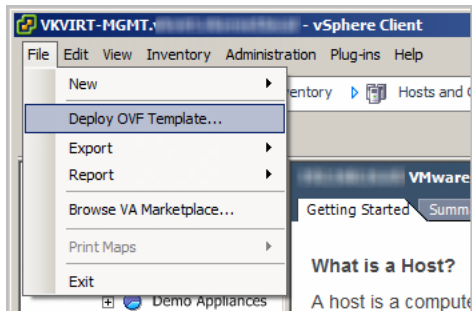 VKVIRT-MGMT. - vSphere Client
File Edit View Inventory Administration Plug-ins Help
New
entory Hosts and
Deploy OVF Template...
Export
Report
VMware
Browse VA Marketplace...
Getting Started Summ
Print Maps
What is a Host?
Exit
Demo Appliances
A host is a compute